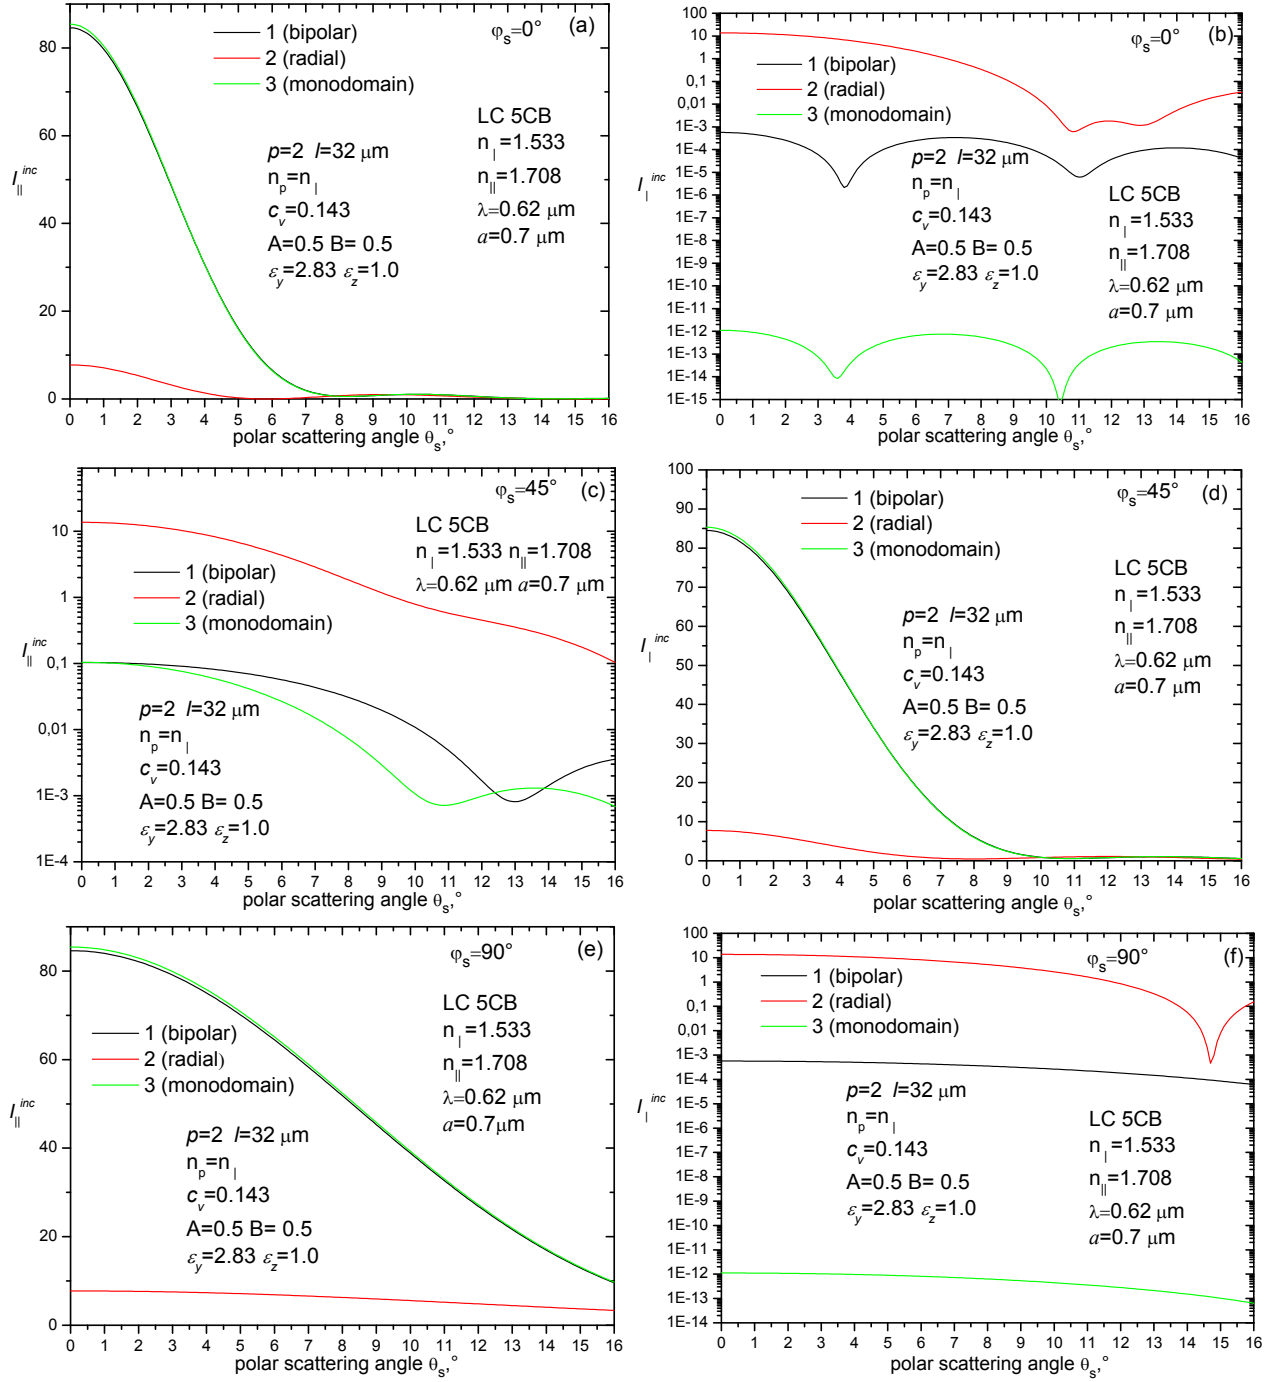 (a)
φs=0°
1 (bipolar)
2 (radial)
3 (monodomain)
LC 5CB
n|=1.533
n||=1.708
λ=0.62 μm
a=0.7 μm
p=2 l=32 μm
np=n|
cv=0.143
A=0.5 B= 0.5
εy=2.83 εz=1.0
I||inc
80
60
40
20
0
0 1 2 3 4 5 6 7 8 9 10 11 12 13 14 15 16
polar scattering angle θs,°
(b)
φs=0°
1 (bipolar)
2 (radial)
3 (monodomain)
p=2 l=32 μm
np=n|
cv=0.143
A=0.5 B= 0.5
εy=2.83 εz=1.0
LC 5CB
n|=1.533
n||=1.708
λ=0.62 μm
a=0.7 μm
I|inc
100
10
1
0,1
0,01
1E-3
1E-4
1E-5
1E-6
1E-7
1E-8
1E-9
1E-10
1E-11
1E-12
1E-13
1E-14
1E-15
0 1 2 3 4 5 6 7 8 9 10 11 12 13 14 15 16
polar scattering angle θs,°
φs=45°
(c)
LC 5CB
n|=1.533 n||=1.708
λ=0.62 μm a=0.7 μm
1 (bipolar)
2 (radial)
3 (monodomain)
p=2 l=32 μm
np=n|
cv=0.143
A=0.5 B= 0.5
εy=2.83 εz=1.0
I||inc
10
1
0,1
0,01
1E-3
1E-4
0 1 2 3 4 5 6 7 8 9 10 11 12 13 14 15 16
polar scattering angle θs,°
φs=45°
(d)
1 (bipolar)
2 (radial)
3 (monodomain)
LC 5CB
n|=1.533
n||=1.708
λ=0.62 μm
a=0.7 μm
p=2 l=32 μm
np=n|
cv=0.143
A=0.5 B= 0.5
εy=2.83 εz=1.0
I|inc
100
90
80
70
60
50
40
30
20
10
0
0 1 2 3 4 5 6 7 8 9 10 11 12 13 14 15 16
polar scattering angle θs,°
(e)
φs=90°
LC 5CB
n|=1.533
n||=1.708
λ=0.62 μm
a=0.7μm
1 (bipolar)
2 (radial)
3 (monodomain)
p=2 l=32 μm
np=n|
cv=0.143
A=0.5 B= 0.5
εy=2.83 εz=1.0
I||inc
80
60
40
20
0
0 1 2 3 4 5 6 7 8 9 10 11 12 13 14 15 16
polar scattering angle θs,°
φs=90°
(f)
1 (bipolar)
2 (radial)
3 (monodomain)
p=2 l=32 μm
np=n|
cv=0.143
A=0.5 B= 0.5
εy=2.83 εz=1.0
LC 5CB
n|=1.533
n||=1.708
λ=0.62 μm
a=0.7 μm
I|inc
100
10
1
0,1
0,01
1E-3
1E-4
1E-5
1E-6
1E-7
1E-8
1E-9
1E-10
1E-11
1E-12
1E-13
1E-14
0 1 2 3 4 5 6 7 8 9 10 11 12 13 14 15 16
polar scattering angle θs,°